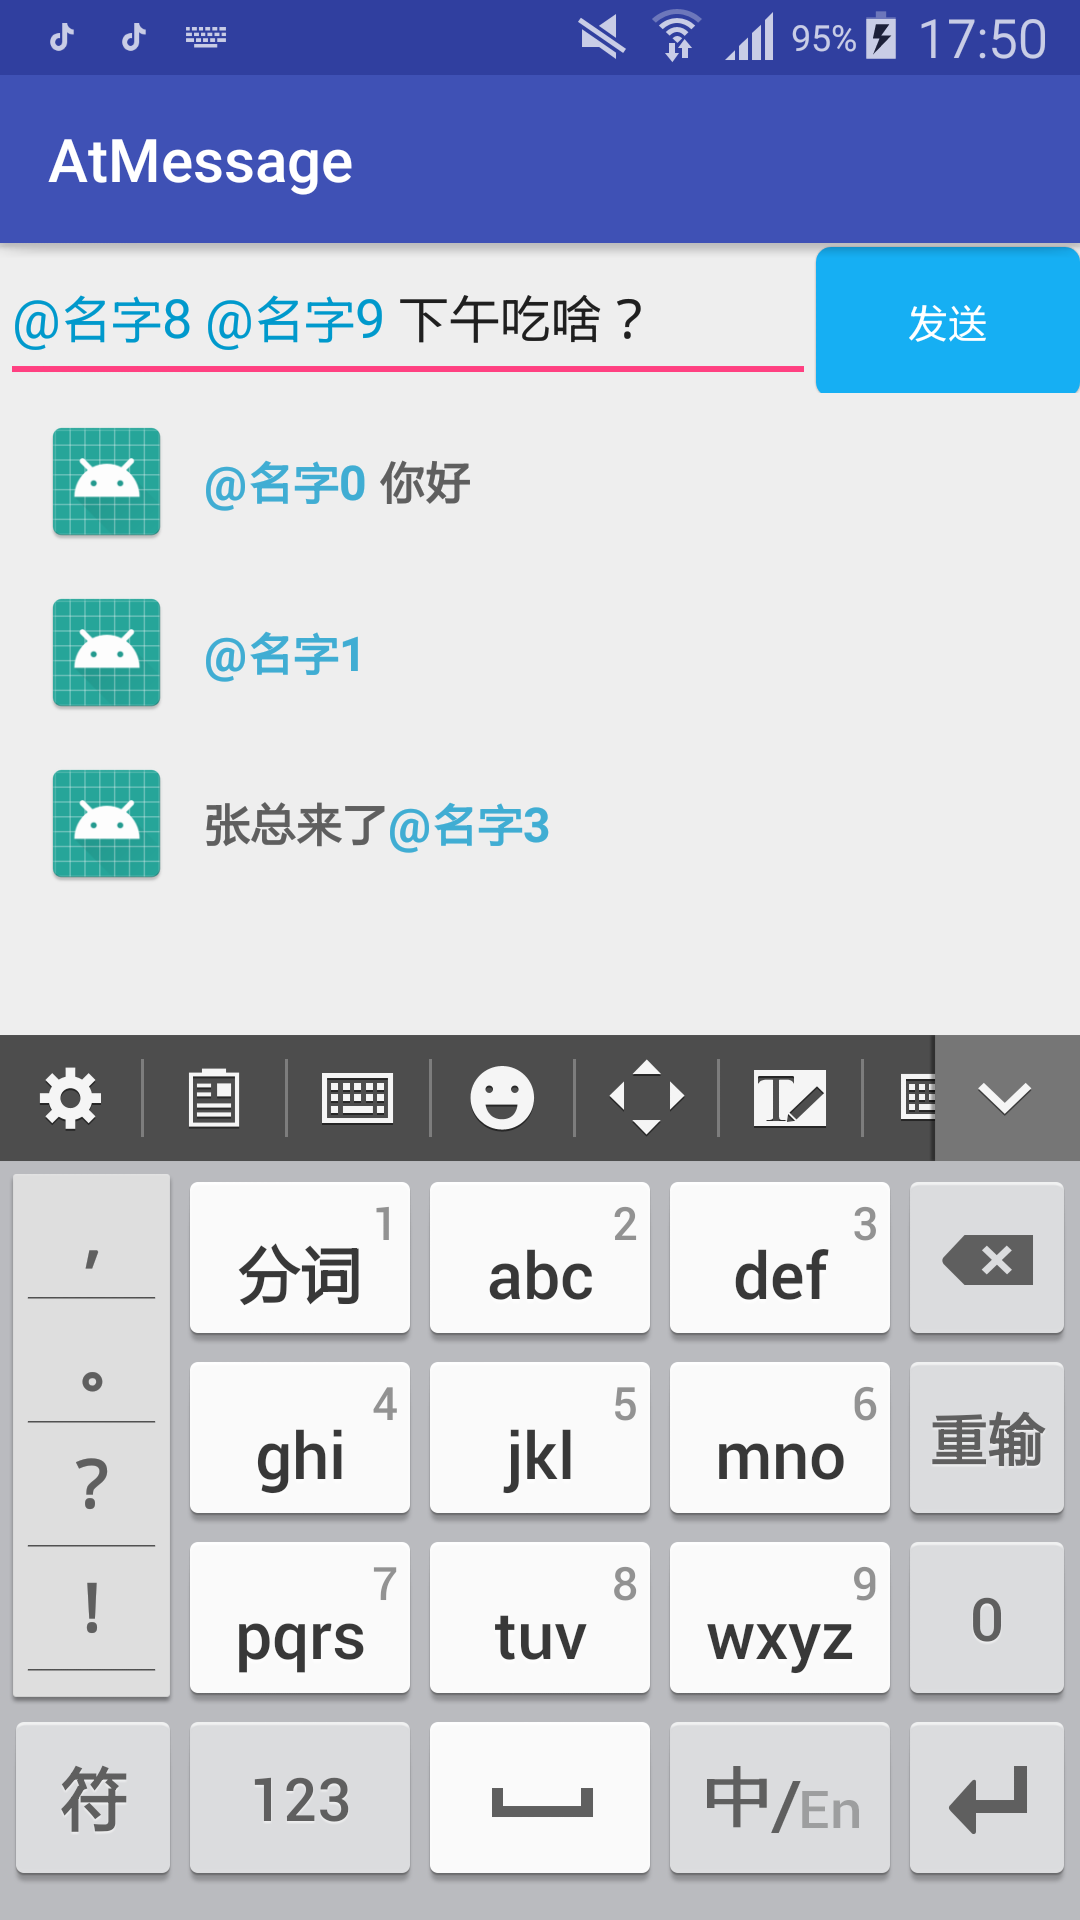 95% 17:50
AtMessage
@名字8 @名字9 下午吃啥？
发送
@名字0 你好
@名字1
张总来了@名字3
，
。
?
!
分词 1
abc 2
def 3
ghi 4
jkl 5
mno 6
重输
pqrs 7
tuv 8
wxyz 9
0
符
123
中/En